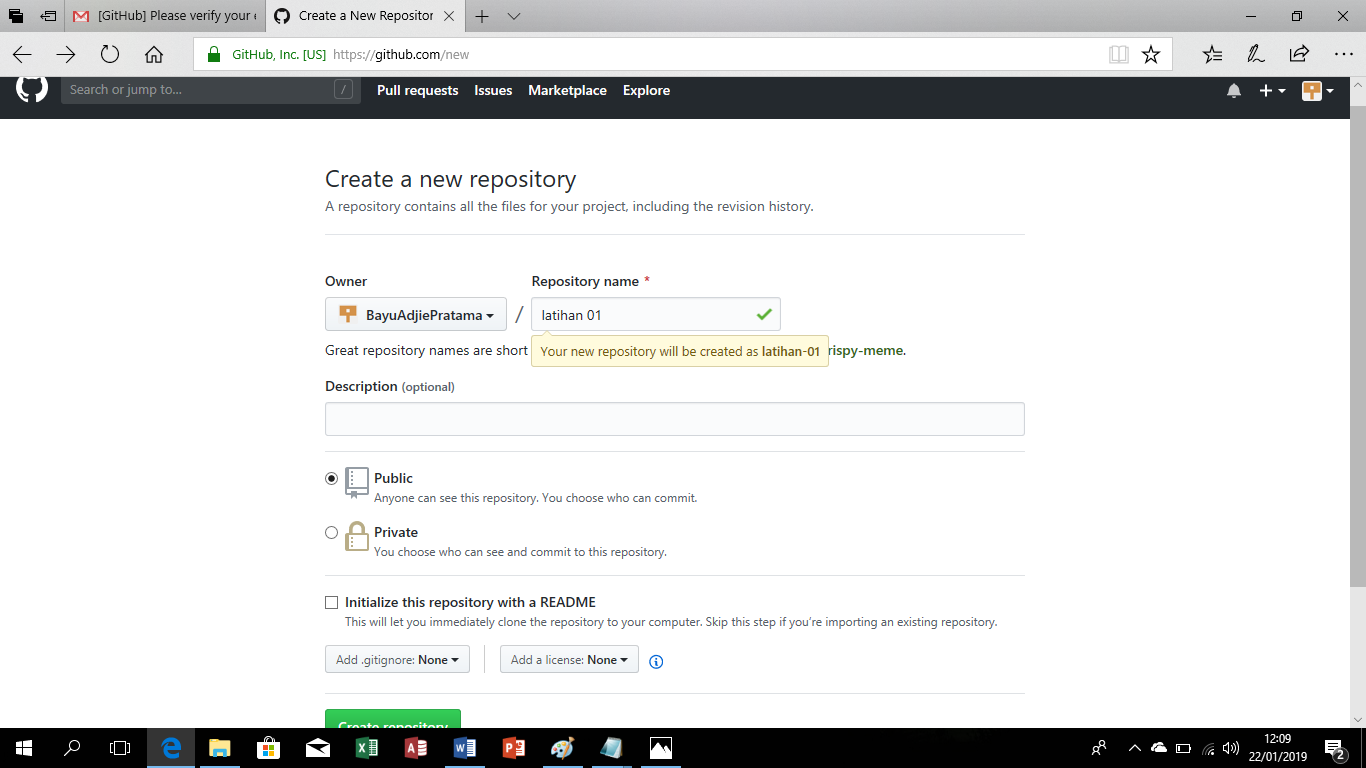 [GitHub] Please verify your e
Create a New Repositor
GitHub, Inc. [US] https://github.com/new
Search or jump to... /
Pull requests Issues Marketplace Explore
Create a new repository
A repository contains all the files for your project, including the revision history.
Owner Repository name *
BayuAdjiePratama / latihan 01
Great repository names are short Your new repository will be created as latihan-01 rispy-meme.
Description (optional)
Public
Anyone can see this repository. You choose who can commit.
Private
You choose who can see and commit to this repository.
Initialize this repository with a README
This will let you immediately clone the repository to your computer. Skip this step if you’re importing an existing repository.
Add .gitignore: None Add a license: None
Create repository
12:09
22/01/2019
2